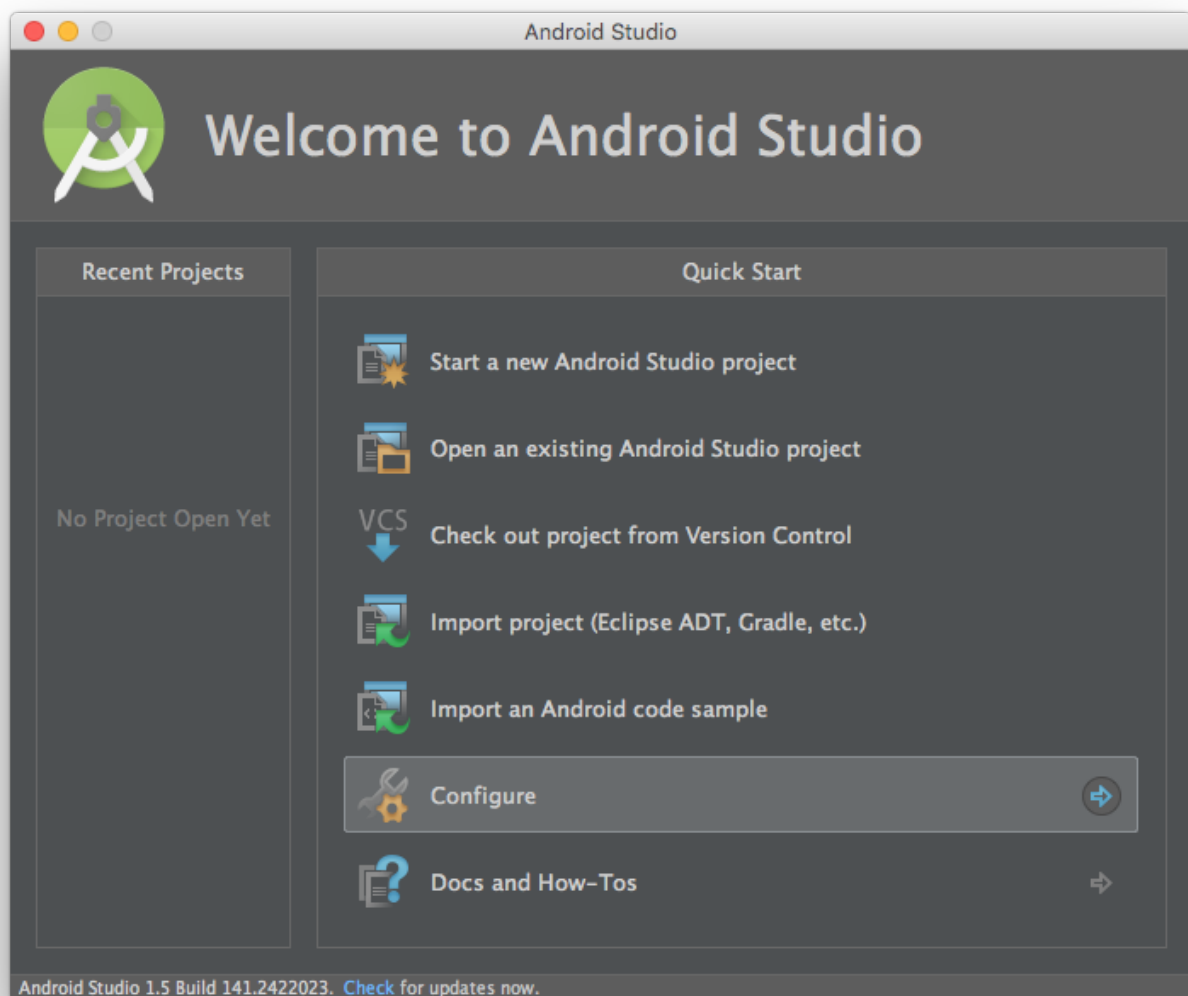 Android Studio
Welcome to Android Studio
Recent Projects
No Project Open Yet
Quick Start
Start a new Android Studio project
Open an existing Android Studio project
VCS
Check out project from Version Control
Import project (Eclipse ADT, Gradle, etc.)
Import an Android code sample
Configure
Docs and How-Tos
Android Studio 1.5 Build 141.2422023. Check for updates now.